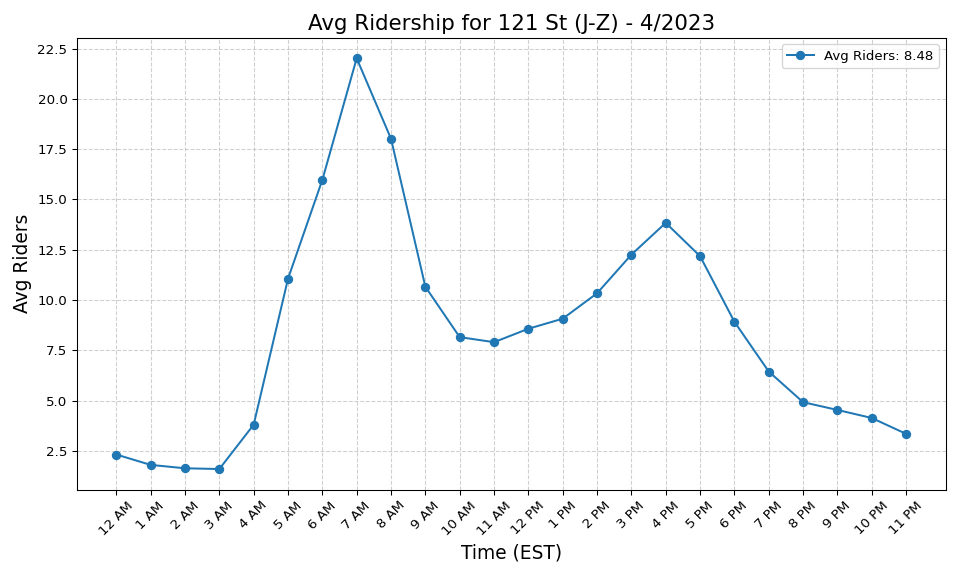 Avg Ridership for 121 St (J-Z) - 4/2023
Avg Riders: 8.48
22.5
20.0
17.5
15.0
12.5
10.0
7.5
5.0
2.5
Avg Riders
12 AM
1 AM
2 AM
3 AM
4 AM
5 AM
6 AM
7 AM
8 AM
9 AM
10 AM
11 AM
12 PM
1 PM
2 PM
3 PM
4 PM
5 PM
6 PM
7 PM
8 PM
9 PM
10 PM
11 PM
Time (EST)